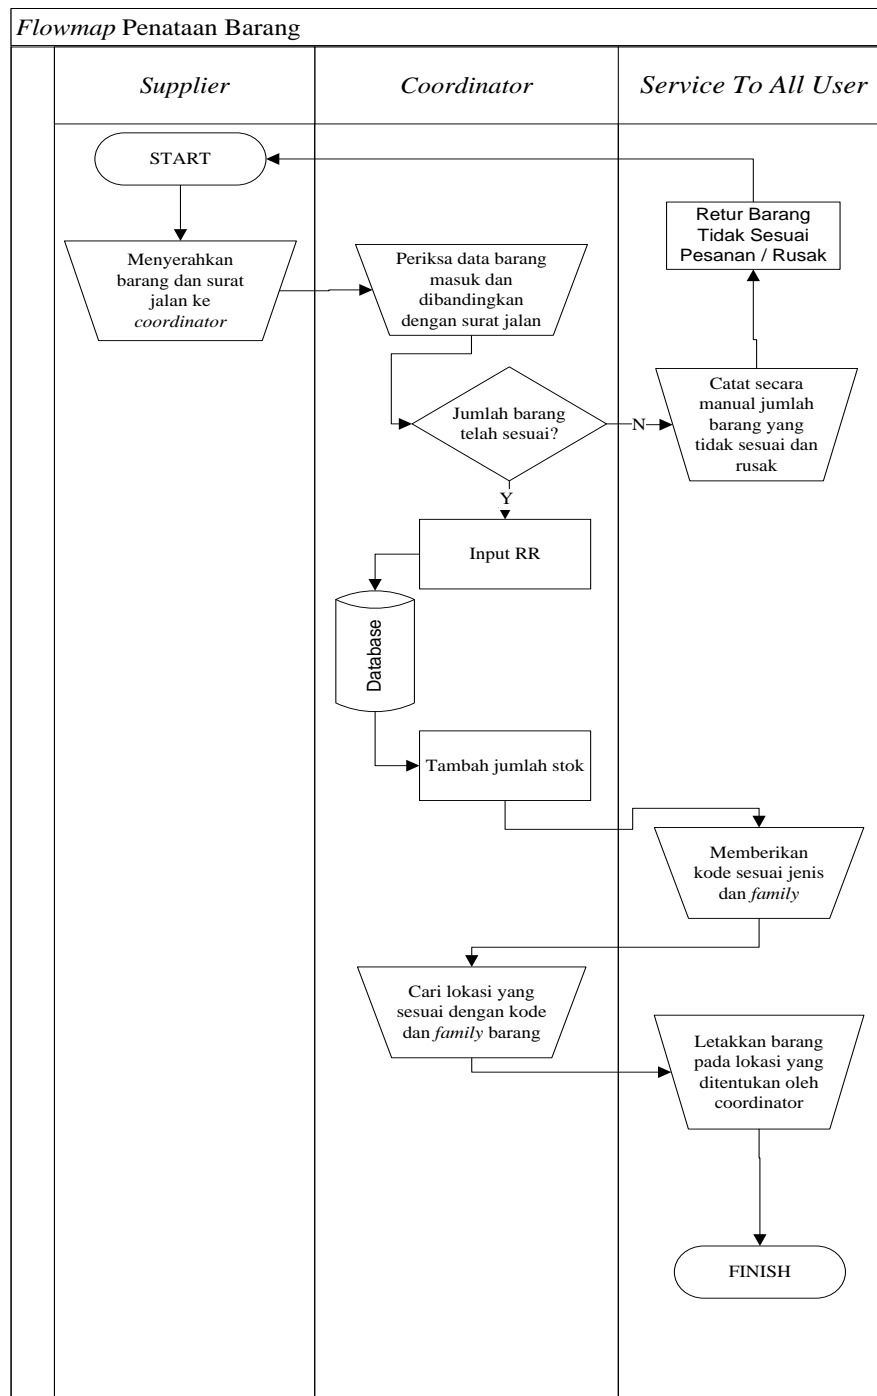 Flowmap Penataan Barang
Supplier
Coordinator
Service To All User
START
Retur Barang
Tidak Sesuai
Pesanan / Rusak
Menyerahkan
barang dan surat
jalan ke
coordinator
Periksa data barang
masuk dan
dibandingkan
dengan surat jalan
Jumlah barang
telah sesuai?
N
Catat secara
manual jumlah
barang yang
tidak sesuai dan
rusak
Y
Input RR
Database
Tambah jumlah stok
Memberikan
kode sesuai jenis
dan family
Cari lokasi yang
sesuai dengan kode
dan family barang
Letakkan barang
pada lokasi yang
ditentukan oleh
coordinator
FINISH